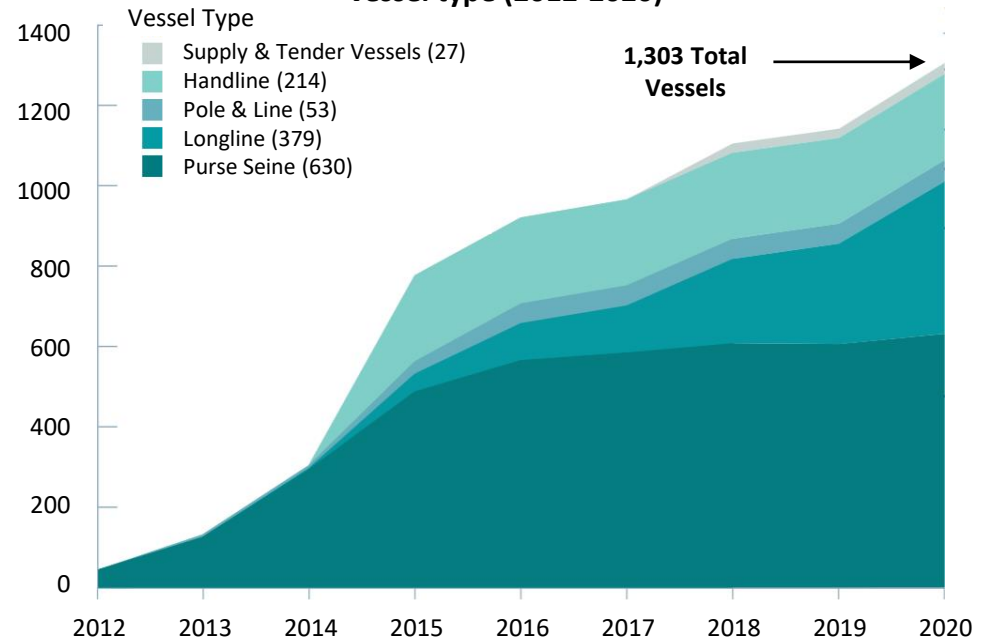 Vessel Type
Supply & Tender Vessels (27)
Handline (214)
Pole & Line (53)
Longline (379)
Purse Seine (630)
1,303 Total
Vessels
1400
1200
1000
800
600
400
200
0
2012 2013 2014 2015 2016 2017 2018 2019 2020